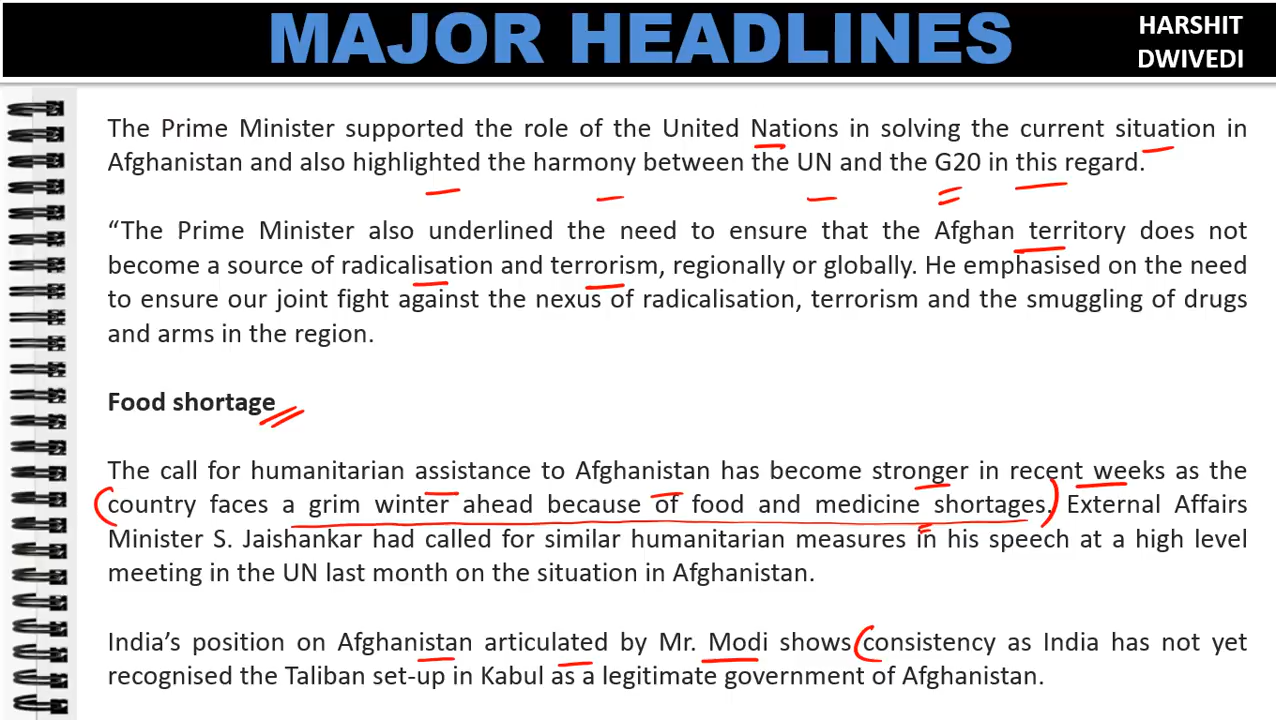 MAJOR HEADLINES
HARSHIT
DWIVEDI
The Prime Minister supported the role of the United Nations in solving the current situation in
Afghanistan and also highlighted the harmony between the UN and the G20 in this regard.
“The Prime Minister also underlined the need to ensure that the Afghan territory does not
become a source of radicalisation and terrorism, regionally or globally. He emphasised on the need
to ensure our joint fight against the nexus of radicalisation, terrorism and the smuggling of drugs
and arms in the region.
Food shortage
The call for humanitarian assistance to Afghanistan has become stronger in recent weeks as the
country faces a grim winter ahead because of food and medicine shortages. External Affairs
Minister S. Jaishankar had called for similar humanitarian measures in his speech at a high level
meeting in the UN last month on the situation in Afghanistan.
India’s position on Afghanistan articulated by Mr. Modi shows consistency as India has not yet
recognised the Taliban set-up in Kabul as a legitimate government of Afghanistan.